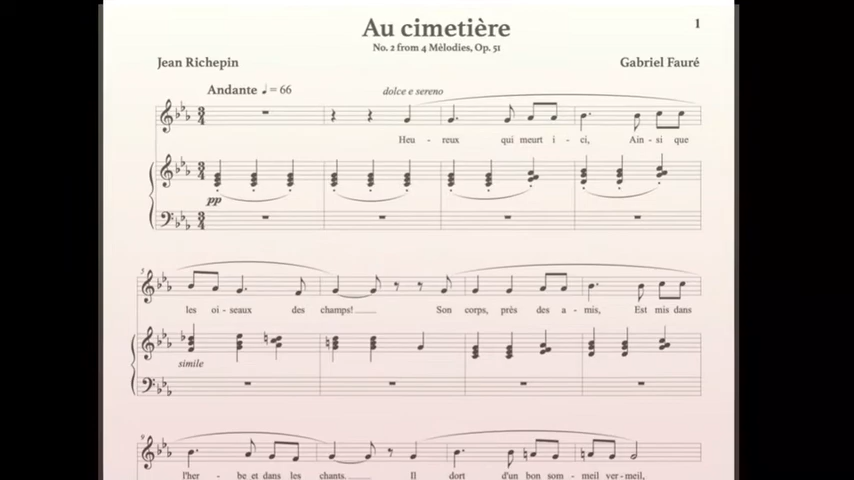 Au cimetière
1
No. 2 from 4 Mélodies, Op. 51
Jean Richepin
Gabriel Fauré
Andante ♩ = 66
dolce e sereno
Heu - reux qui meurt i - ci, Ain - si que
pp
5
les oi - seaux des champs! Son corps, près des a - mis, Est mis dans
simile
9
l'her - be et dans les chants. Il dort d'un bon som - meil ver - meil,